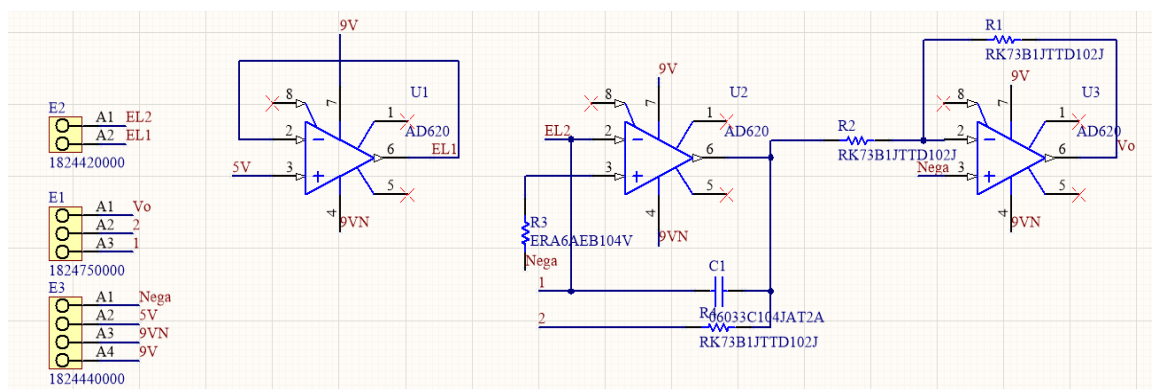 E2
A1 EL2
A2 EL1
1824420000
E1
A1 Vo
A2 2
A3 1
1824750000
E3
A1 Nega
A2 5V
A3 9VN
A4 9V
1824440000
9V
8
7
1
U1
AD620
2
6
EL1
5V
3
5
4
9VN
9V
8
7
1
U2
AD620
EL2
2
6
3
5
4
9VN
R3
ERA6AEB104V
Nega
1
C1
06033C104JAT2A
2
R4
RK73B1JTTD102J
R2
RK73B1JTTD102J
R1
RK73B1JTTD102J
9V
8
7
1
U3
AD620
2
6
Vo
Nega
3
5
4
9VN